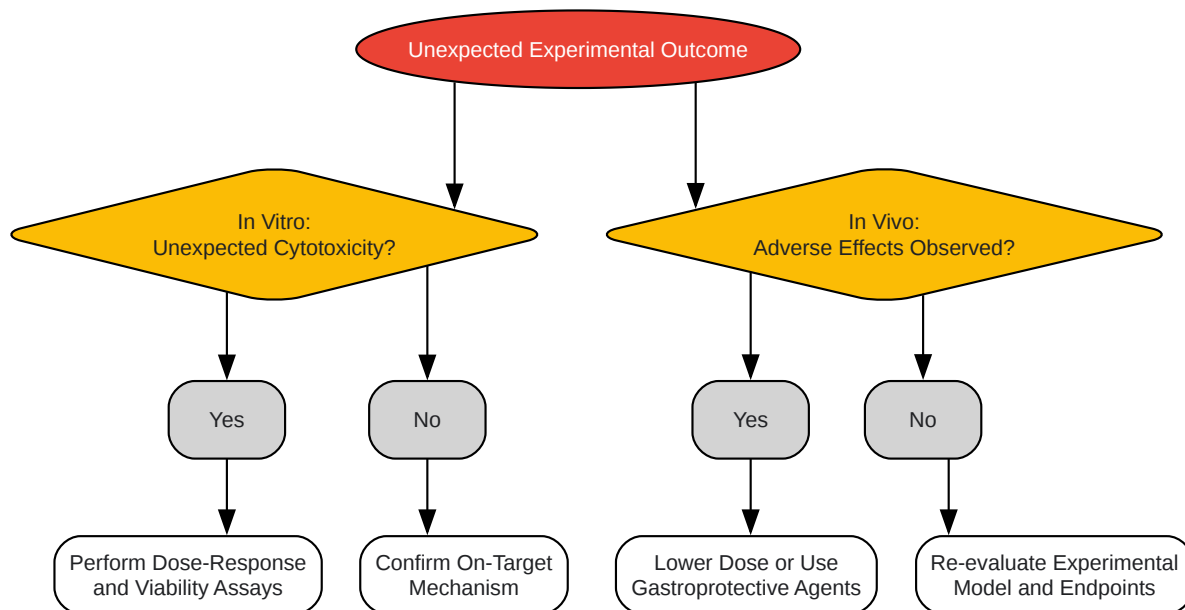 Unexpected Experimental Outcome
In Vitro:
Unexpected Cytotoxicity?
In Vivo:
Adverse Effects Observed?
Yes
No
Yes
No
Perform Dose-Response
and Viability Assays
Confirm On-Target
Mechanism
Lower Dose or Use
Gastroprotective Agents
Re-evaluate Experimental
Model and Endpoints